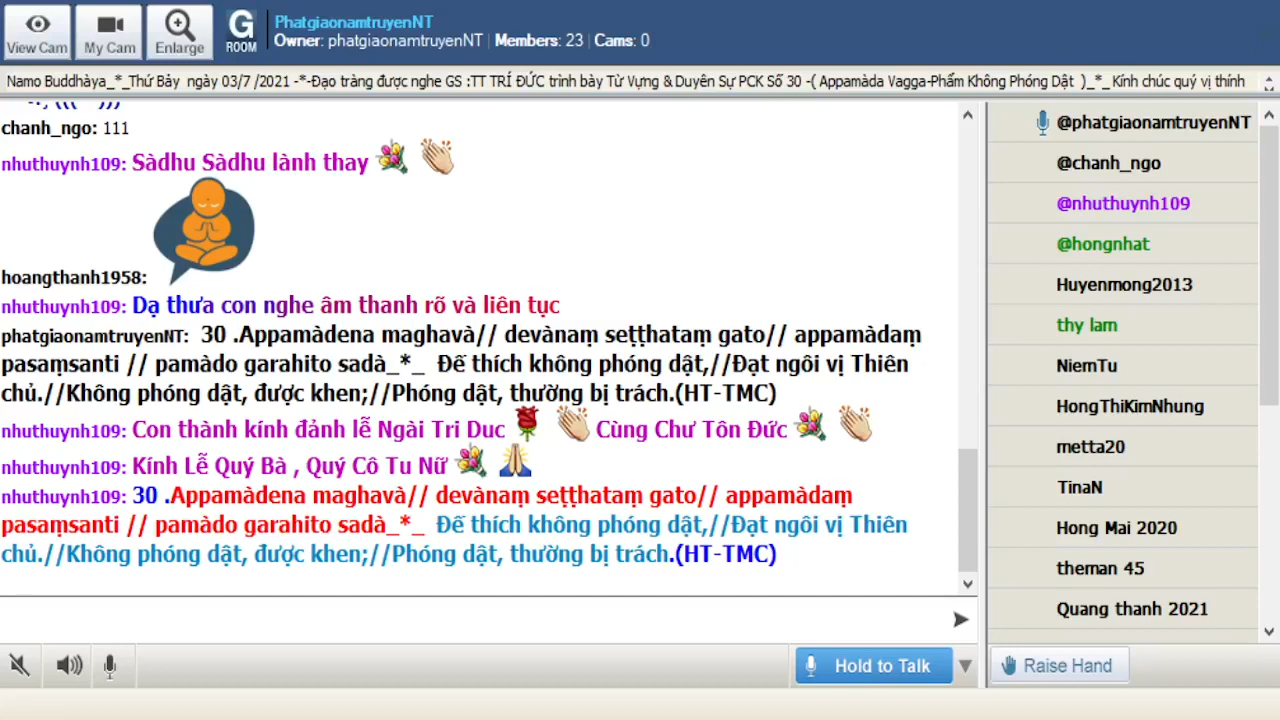 View Cam
My Cam
Enlarge
G
ROOM
PhatgiaonamtruyenNT
Owner: phatgiaonamtruyenNT | Members: 23 | Cams: 0
Namo Buddhàya_*_Thứ Bảy ngày 03/7 /2021 -*-Đạo tràng được nghe GS :TT TRÍ ĐỨC trình bày Từ Vựng & Duyên Sự PCK Số 30 -( Appamàda Vagga-Phẩm Không Phóng Dật )_*_ Kính chúc quý vị thính
chanh_ngo: 111
nhuthuynh109: Sàdhu Sàdhu lành thay
hoangthanh1958:
nhuthuynh109: Dạ thưa con nghe âm thanh rõ và liên tục
phatgiaonamtruyenNT: 30 .Appamàdena maghavà// devànaṃ seṭṭhataṃ gato// appamàdaṃ
pasaṃsanti // pamàdo garahito sadà_*_ Đế thích không phóng dật,//Đạt ngôi vị Thiên
chủ.//Không phóng dật, được khen;//Phóng dật, thường bị trách.(HT-TMC)
nhuthuynh109: Con thành kính đảnh lễ Ngài Tri Duc Cùng Chư Tôn Đức
nhuthuynh109: Kính Lễ Quý Bà , Quý Cô Tu Nữ
nhuthuynh109: 30 .Appamàdena maghavà// devànaṃ seṭṭhataṃ gato// appamàdaṃ
pasaṃsanti // pamàdo garahito sadà_*_ Đế thích không phóng dật,//Đạt ngôi vị Thiên
chủ.//Không phóng dật, được khen;//Phóng dật, thường bị trách.(HT-TMC)
@phatgiaonamtruyenNT
@chanh_ngo
@nhuthuynh109
@hongnhat
Huyenmong2013
thy lam
NiemTu
HongThiKimNhung
metta20
TinaN
Hong Mai 2020
theman 45
Quang thanh 2021
Hold to Talk
Raise Hand